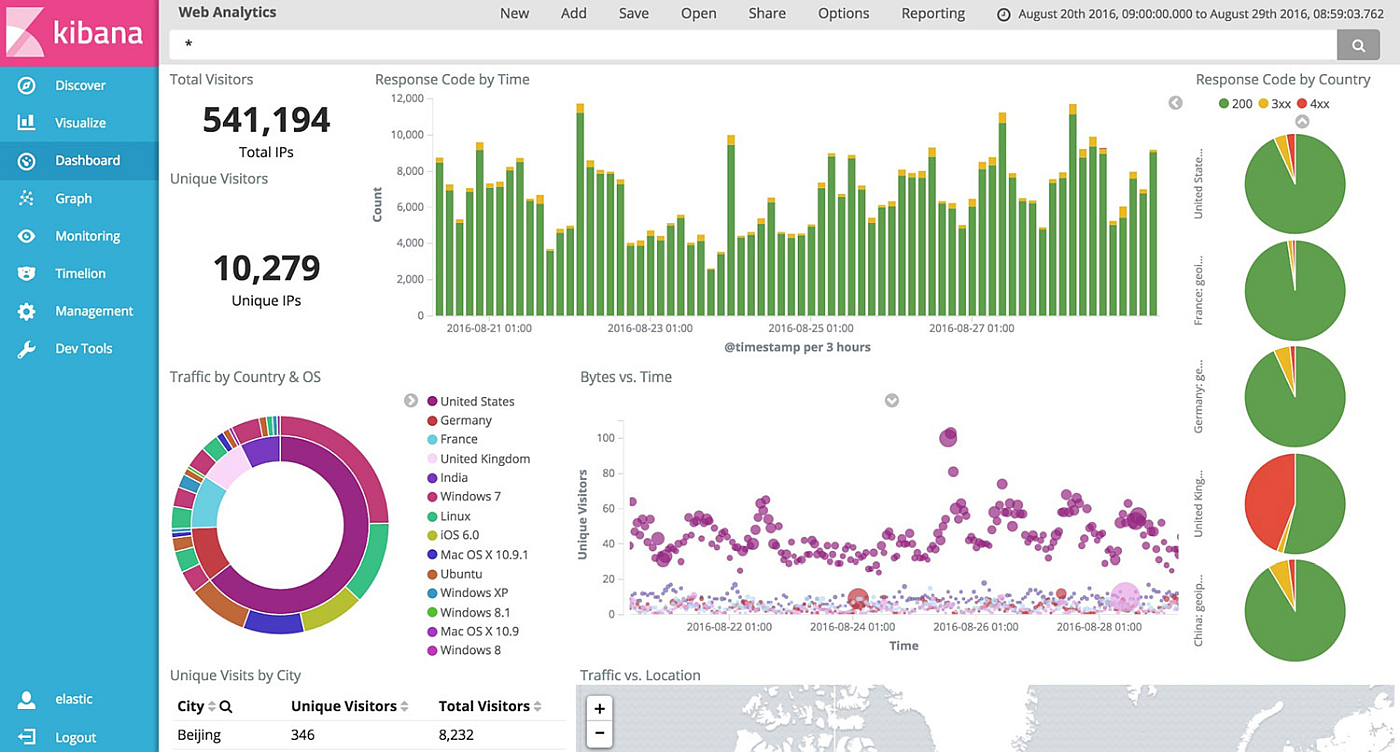 kibana
Discover
Visualize
Dashboard
Graph
Monitoring
Timelion
Management
Dev Tools
elastic
Logout
Web Analytics
New Add Save Open Share Options Reporting August 20th 2016, 09:00:00.000 to August 29th 2016, 08:59:03.762
*
Total Visitors
541,194
Total IPs
Unique Visitors
10,279
Unique IPs
Response Code by Time
12,000
10,000
8,000
6,000
4,000
2,000
0
Count
2016-08-21 01:00 2016-08-23 01:00 2016-08-25 01:00 2016-08-27 01:00
@timestamp per 3 hours
Response Code by Country
200 3xx 4xx
United State...
France: geoi...
Germany: ge...
United King...
China: geoip...
Traffic by Country & OS
United States
Germany
France
United Kingdom
India
Windows 7
Linux
iOS 6.0
Mac OS X 10.9.1
Ubuntu
Windows XP
Windows 8.1
Mac OS X 10.9
Windows 8
Bytes vs. Time
100
80
60
40
20
0
Unique Visitors
2016-08-22 01:00 2016-08-24 01:00 2016-08-26 01:00 2016-08-28 01:00
Time
Unique Visits by City
City Unique Visitors Total Visitors
Beijing 346 8,232
Traffic vs. Location
+
−